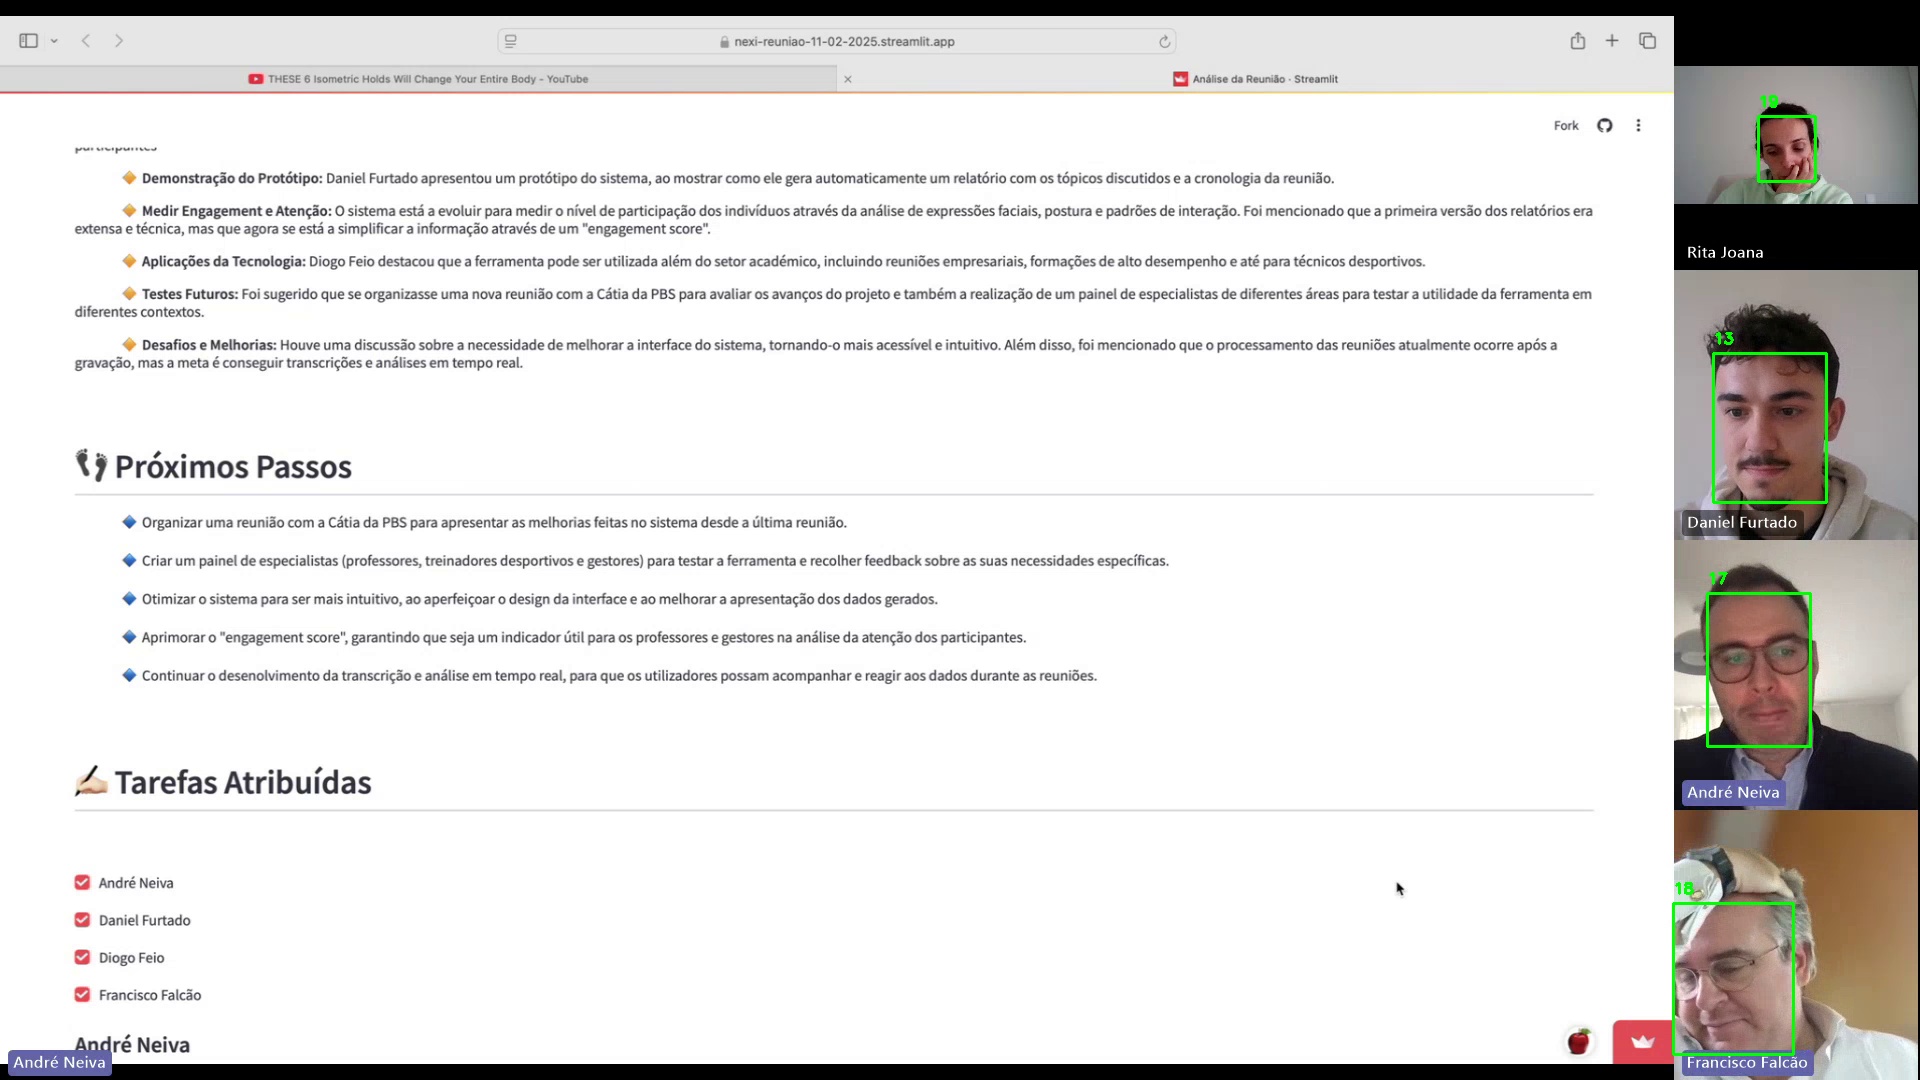 nexi-reuniao-11-02-2025.streamlit.app
THESE 6 Isometric Holds Will Change Your Entire Body - YouTube
Análise da Reunião · Streamlit
Fork
participantes
Demonstração do Protótipo: Daniel Furtado apresentou um protótipo do sistema, ao mostrar como ele gera automaticamente um relatório com os tópicos discutidos e a cronologia da reunião.
Medir Engagement e Atenção: O sistema está a evoluir para medir o nível de participação dos indivíduos através da análise de expressões faciais, postura e padrões de interação. Foi mencionado que a primeira versão dos relatórios era
extensa e técnica, mas que agora se está a simplificar a informação através de um "engagement score".
Aplicações da Tecnologia: Diogo Feio destacou que a ferramenta pode ser utilizada além do setor académico, incluindo reuniões empresariais, formações de alto desempenho e até para técnicos desportivos.
Testes Futuros: Foi sugerido que se organizasse uma nova reunião com a Cátia da PBS para avaliar os avanços do projeto e também a realização de um painel de especialistas de diferentes áreas para testar a utilidade da ferramenta em
diferentes contextos.
Desafios e Melhorias: Houve uma discussão sobre a necessidade de melhorar a interface do sistema, tornando-o mais acessível e intuitivo. Além disso, foi mencionado que o processamento das reuniões atualmente ocorre após a
gravação, mas a meta é conseguir transcrições e análises em tempo real.
Próximos Passos
Organizar uma reunião com a Cátia da PBS para apresentar as melhorias feitas no sistema desde a última reunião.
Criar um painel de especialistas (professores, treinadores desportivos e gestores) para testar a ferramenta e recolher feedback sobre as suas necessidades específicas.
Otimizar o sistema para ser mais intuitivo, ao aperfeiçoar o design da interface e ao melhorar a apresentação dos dados gerados.
Aprimorar o "engagement score", garantindo que seja um indicador útil para os professores e gestores na análise da atenção dos participantes.
Continuar o desenolvimento da transcrição e análise em tempo real, para que os utilizadores possam acompanhar e reagir aos dados durante as reuniões.
Tarefas Atribuídas
André Neiva
Daniel Furtado
Diogo Feio
Francisco Falcão
André Neiva
André Neiva
19
Rita Joana
13
Daniel Furtado
17
André Neiva
18
Francisco Falcão